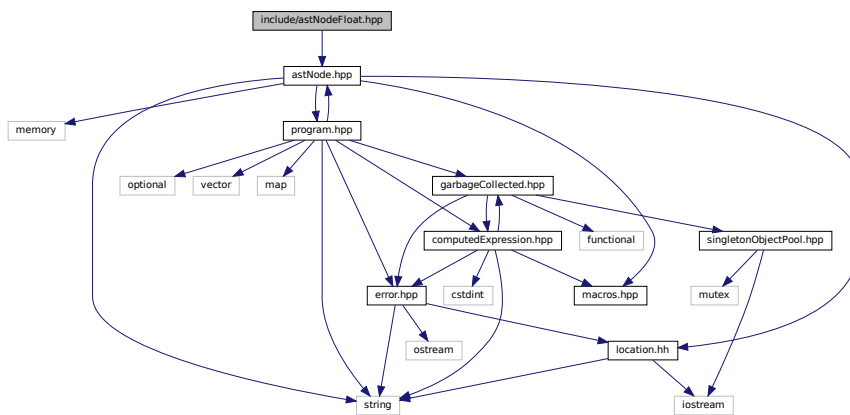 include/astNodeFloat.hpp
astNode.hpp
memory
program.hpp
optional
vector
map
garbageCollected.hpp
computedExpression.hpp
functional
singletonObjectPool.hpp
error.hpp
cstdint
macros.hpp
mutex
ostream
location.hh
string
iostream